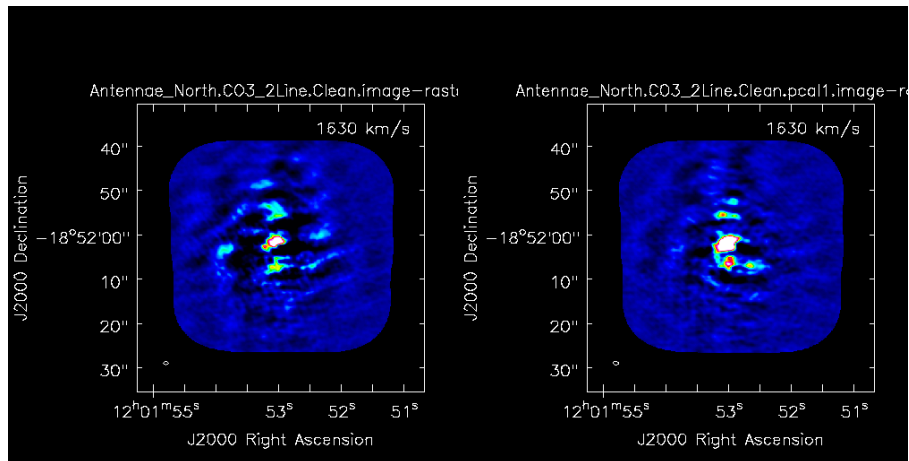 Antennae_North.CO3_2Line.Clean.image-rast
1630 km/s
40"
50"
-18°52'00"
10"
20"
30"
12h01m55s
53s
52s
51s
J2000 Declination
J2000 Right Ascension
Antennae_North.CO3_2Line.Clean.pcal1.image-r
1630 km/s
40"
50"
-18°52'00"
10"
20"
30"
12h01m55s
53s
52s
51s
J2000 Declination
J2000 Right Ascension